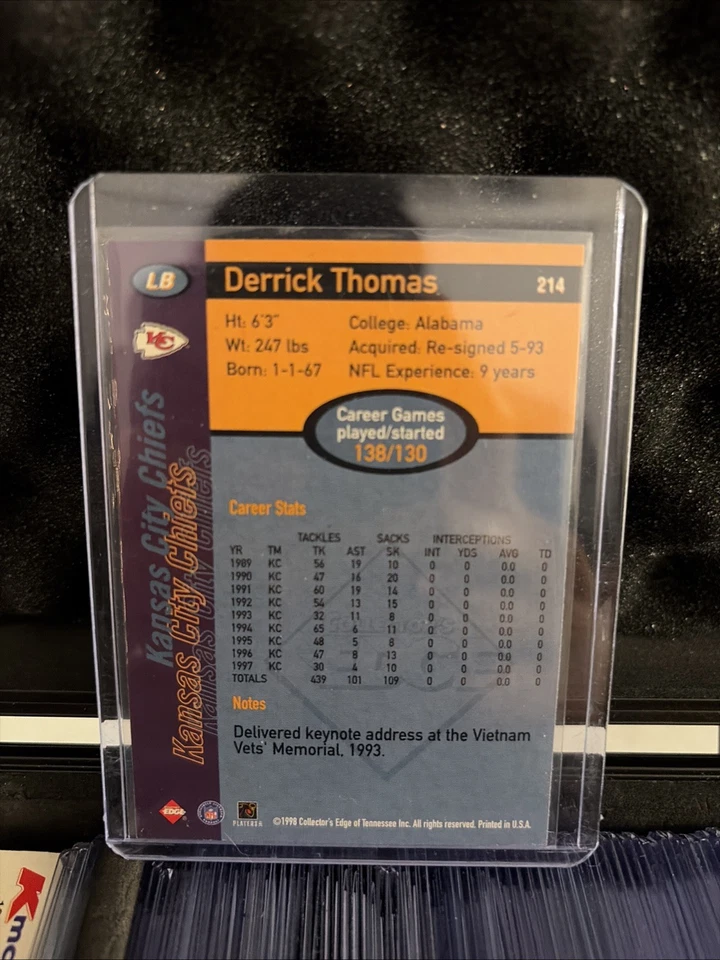 LB
Derrick Thomas 214
Ht: 6'3" College: Alabama
Wt: 247 lbs Acquired: Re-signed 5-93
Born: 1-1-67 NFL Experience: 9 years
KC
Career Games
played/started
138/130
Kansas City Chiefs
Kansas City Chiefs
Kansas City Chiefs
Career Stats
TACKLES SACKS INTERCEPTIONS
YR TM TK AST SK INT YDS AVG TD
1989 KC 56 19 10 0 0 0.0 0
1990 KC 47 16 20 0 0 0.0 0
1991 KC 60 19 14 0 0 0.0 0
1992 KC 54 13 15 0 0 0.0 0
1993 KC 32 11 8 0 0 0.0 0
1994 KC 65 6 11 0 0 0.0 0
1995 KC 48 5 8 0 0 0.0 0
1996 KC 47 8 13 0 0 0.0 0
1997 KC 30 4 10 0 0 0.0 0
TOTALS 439 101 109 0 0 0.0 0
COLLECTOR'S
EDGE
Notes
Delivered keynote address at the Vietnam
Vets' Memorial, 1993.
EDGE
NFL
PLAYERS
©1998 Collector's Edge of Tennessee Inc. All rights reserved. Printed in U.S.A.
K